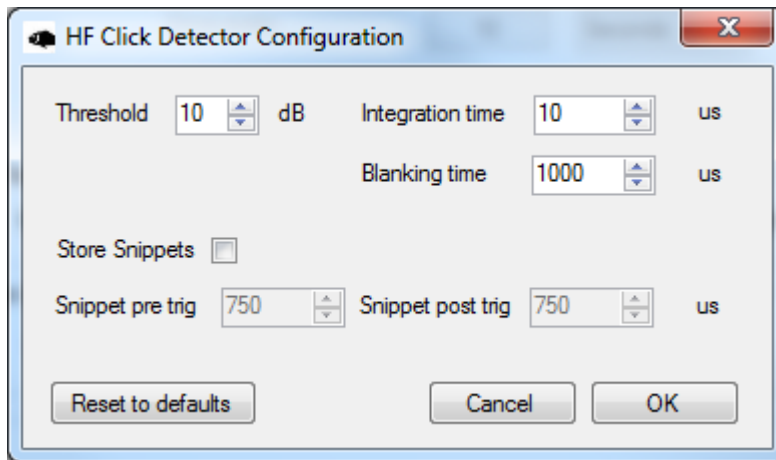 HF Click Detector Configuration
Threshold 10 dB Integration time 10 us
Blanking time 1000 us
Store Snippets
Snippet pre trig 750 Snippet post trig 750 us
Reset to defaults Cancel OK